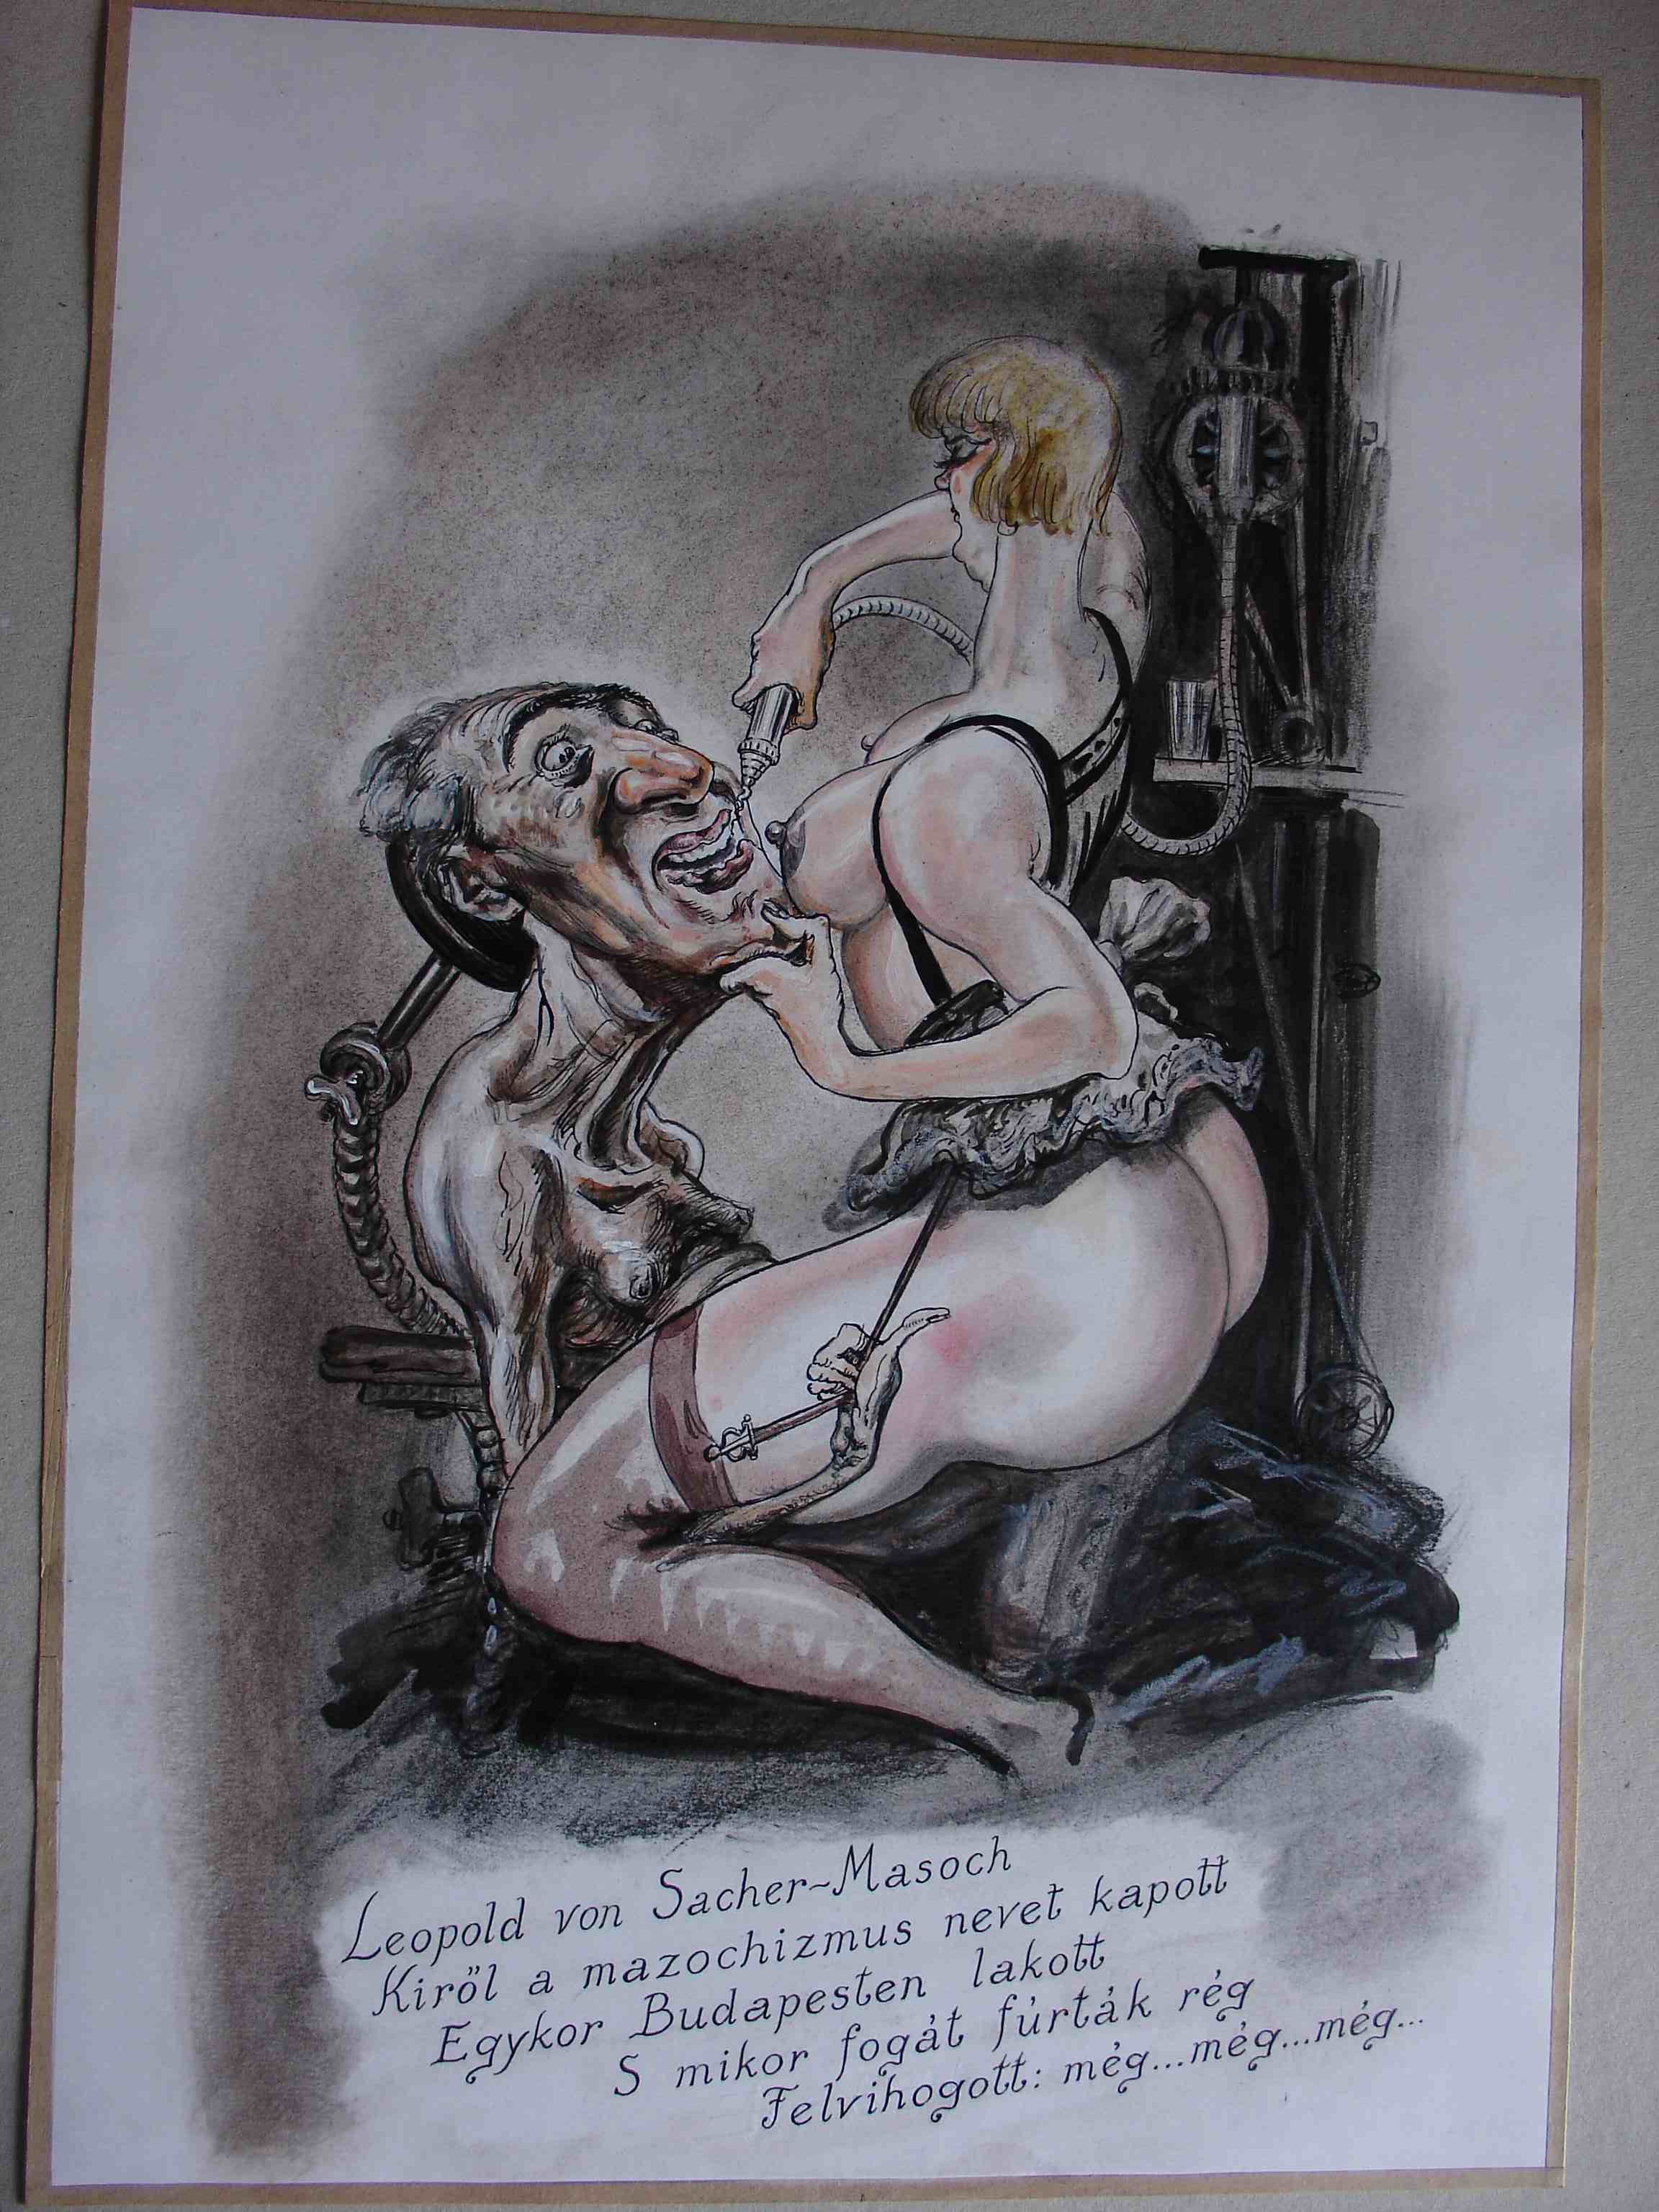 Leopold von Sacher-Masoch
Kiről a mazochizmus nevet kapott
Egykor Budapesten lakott
S mikor fogát fúrták rég
Felvihogott: még...még...még...